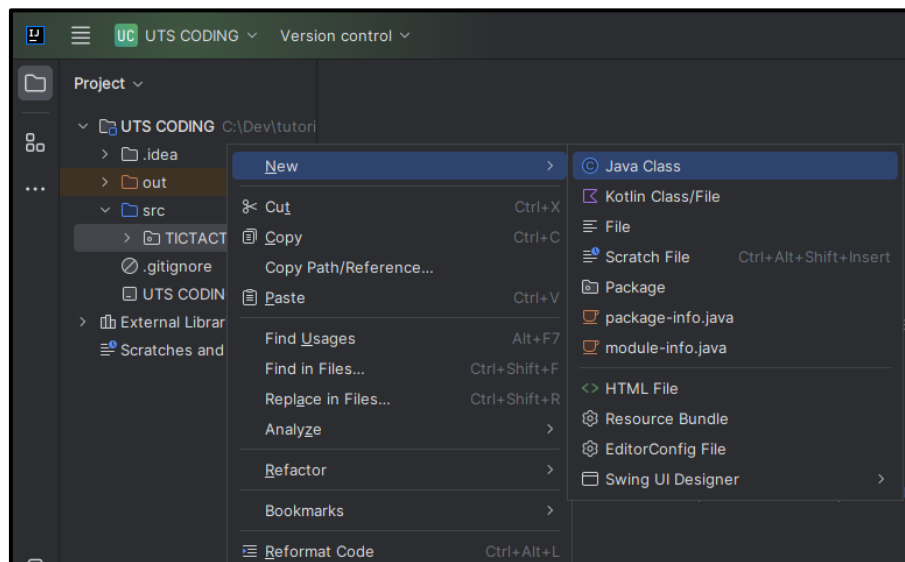 IJ UC UTS CODING Version control
Project
UTS CODING C:\Dev\tutori
.idea
out
src
TICTACT
.gitignore
UTS CODIN
External Librar
Scratches and
New
Cut Ctrl+X
Copy Ctrl+C
Copy Path/Reference...
Paste Ctrl+V
Find Usages Alt+F7
Find in Files... Ctrl+Shift+F
Replace in Files... Ctrl+Shift+R
Analyze
Refactor
Bookmarks
Reformat Code Ctrl+Alt+L
Java Class
Kotlin Class/File
File
Scratch File Ctrl+Alt+Shift+Insert
Package
package-info.java
module-info.java
HTML File
Resource Bundle
EditorConfig File
Swing UI Designer